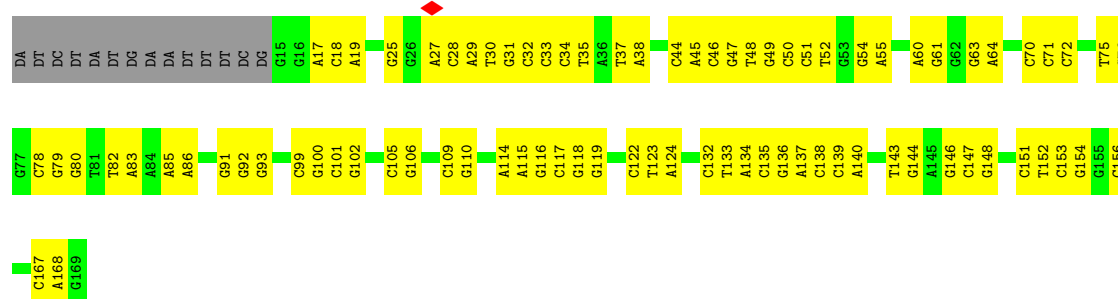 DA DT DC DT DA DT DG DA DA DT DT DT DC DG G15 G16 A17 C18 A19 G25 G26 A27 C28 A29 T30 G31 C32 C33 C34 T35 A36 T37 A38 C44 A45 C46 G47 T48 G49 C50 C51 T52 G53 G54 A55 A60 G61 G62 G63 A64 C70 C71 C72 T75
G77 C78 G79 G80 T81 T82 A83 A84 A85 A86 G91 G92 G93 C99 G100 C101 G102 C105 G106 C109 G110 A114 A115 G116 C117 G118 G119 C122 T123 A124 C132 T133 A134 C135 G136 A137 C138 C139 A140 T143 G144 A145 G146 C147 G148 C151 T152 C153 G154 G155 C156
C167 A168 G169